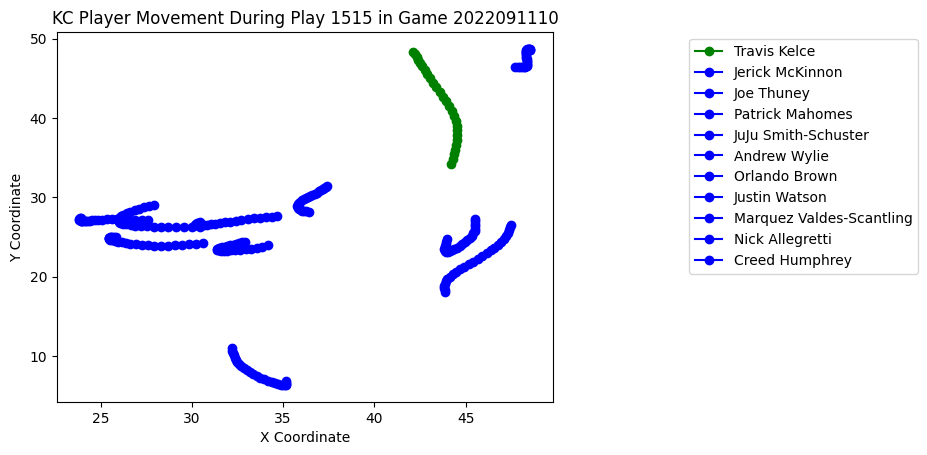 KC Player Movement During Play 1515 in Game 2022091110
50
40
30
20
10
Y Coordinate
25 30 35 40 45
X Coordinate
Travis Kelce
Jerick McKinnon
Joe Thuney
Patrick Mahomes
JuJu Smith-Schuster
Andrew Wylie
Orlando Brown
Justin Watson
Marquez Valdes-Scantling
Nick Allegretti
Creed Humphrey